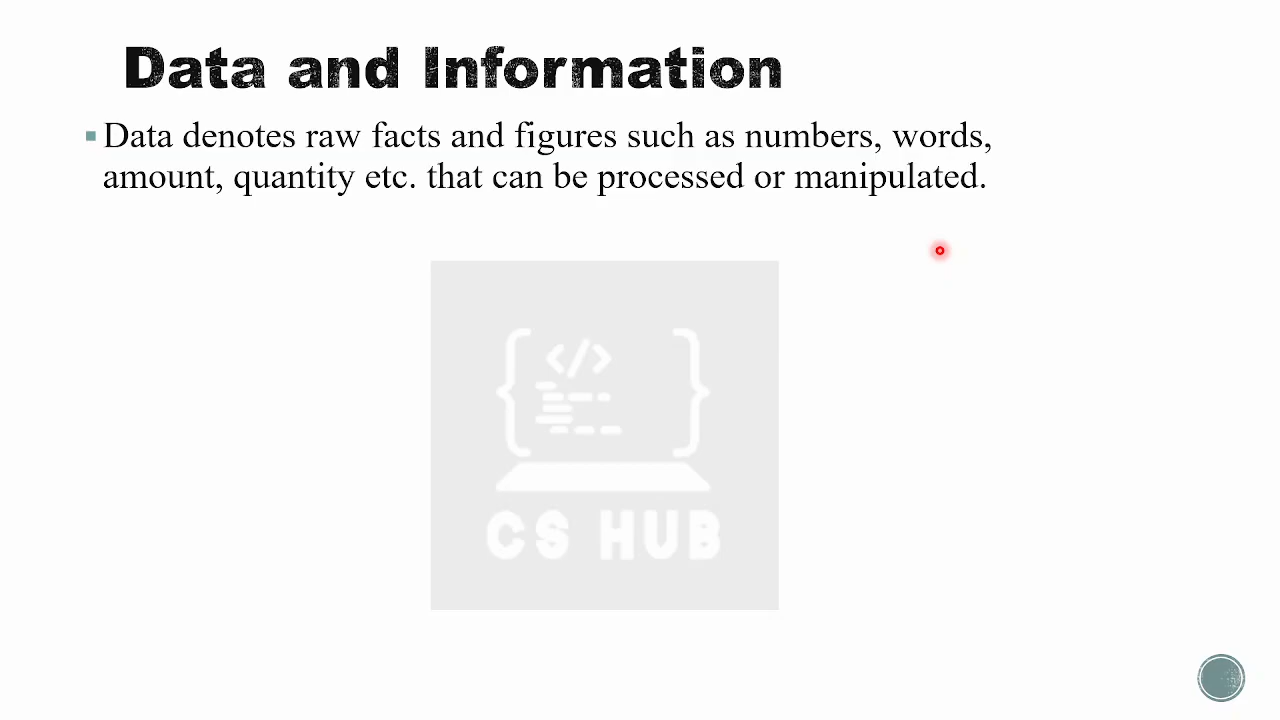 Data and Information
Data denotes raw facts and figures such as numbers, words,
amount, quantity etc. that can be processed or manipulated.
</>
CS HUB